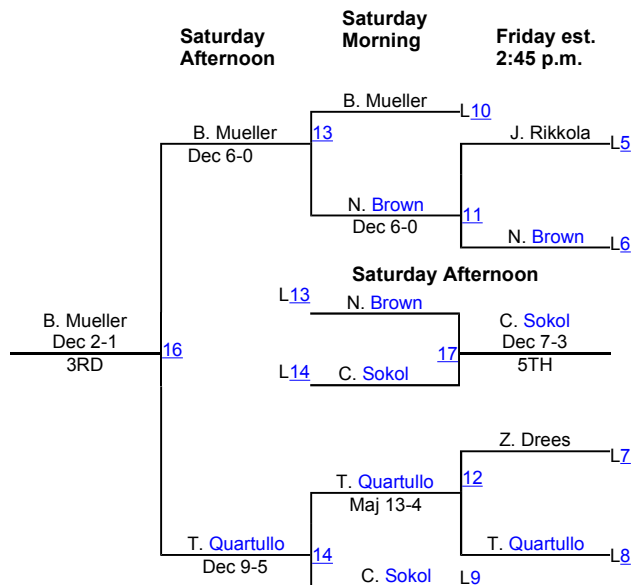 Saturday Afternoon
Saturday Morning
Friday est. 2:45 p.m.
B. Mueller
L10
J. Rikkola
L5
B. Mueller
13
Dec 6-0
N. Brown
11
Dec 6-0
N. Brown
L6
Saturday Afternoon
L13
N. Brown
B. Mueller
C. Sokol
Dec 2-1
Dec 7-3
16
17
3RD
5TH
L14
C. Sokol
Z. Drees
L7
T. Quartullo
12
Maj 13-4
T. Quartullo
14
T. Quartullo
L8
Dec 9-5
C. Sokol
L9